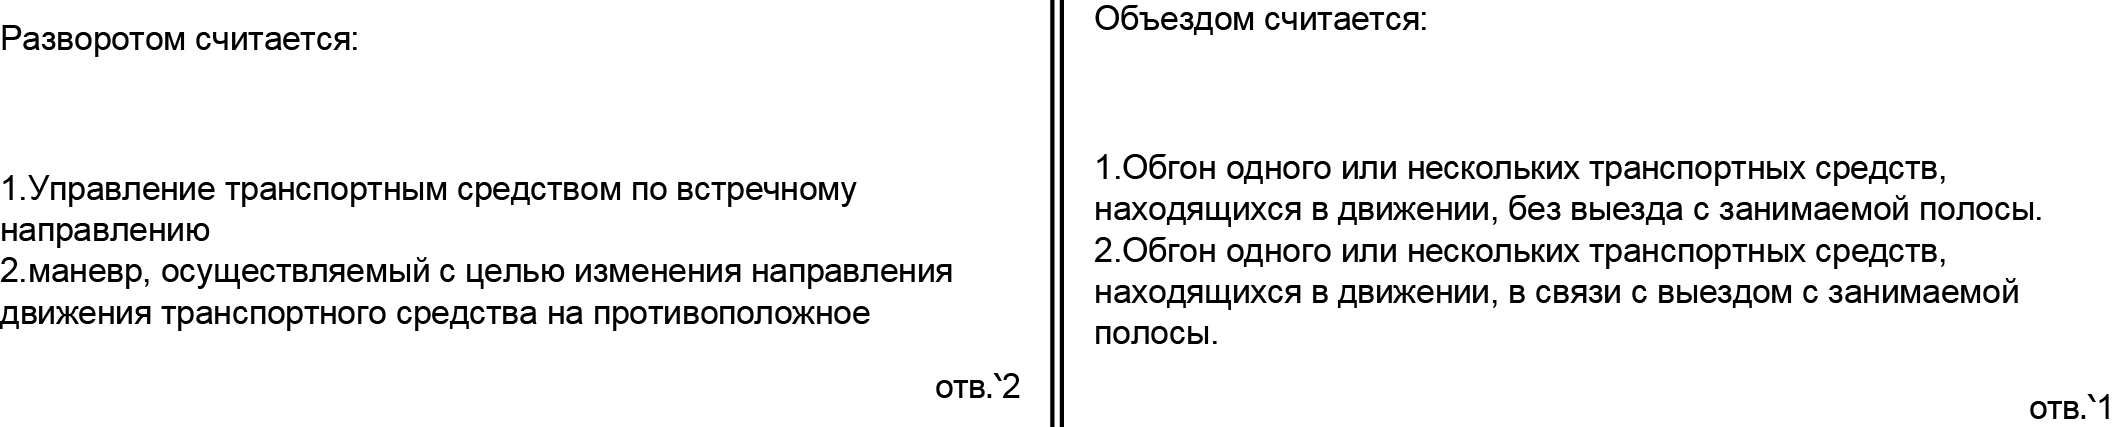 Разворотом считается:
1.Управление транспортным средством по встречному
направлению
2.маневр, осуществляемый с целью изменения направления
движения транспортного средства на противоположное
отв.`2
Объездом считается:
1.Обгон одного или нескольких транспортных средств,
находящихся в движении, без выезда с занимаемой полосы.
2.Обгон одного или нескольких транспортных средств,
находящихся в движении, в связи с выездом с занимаемой
полосы.
отв.`1